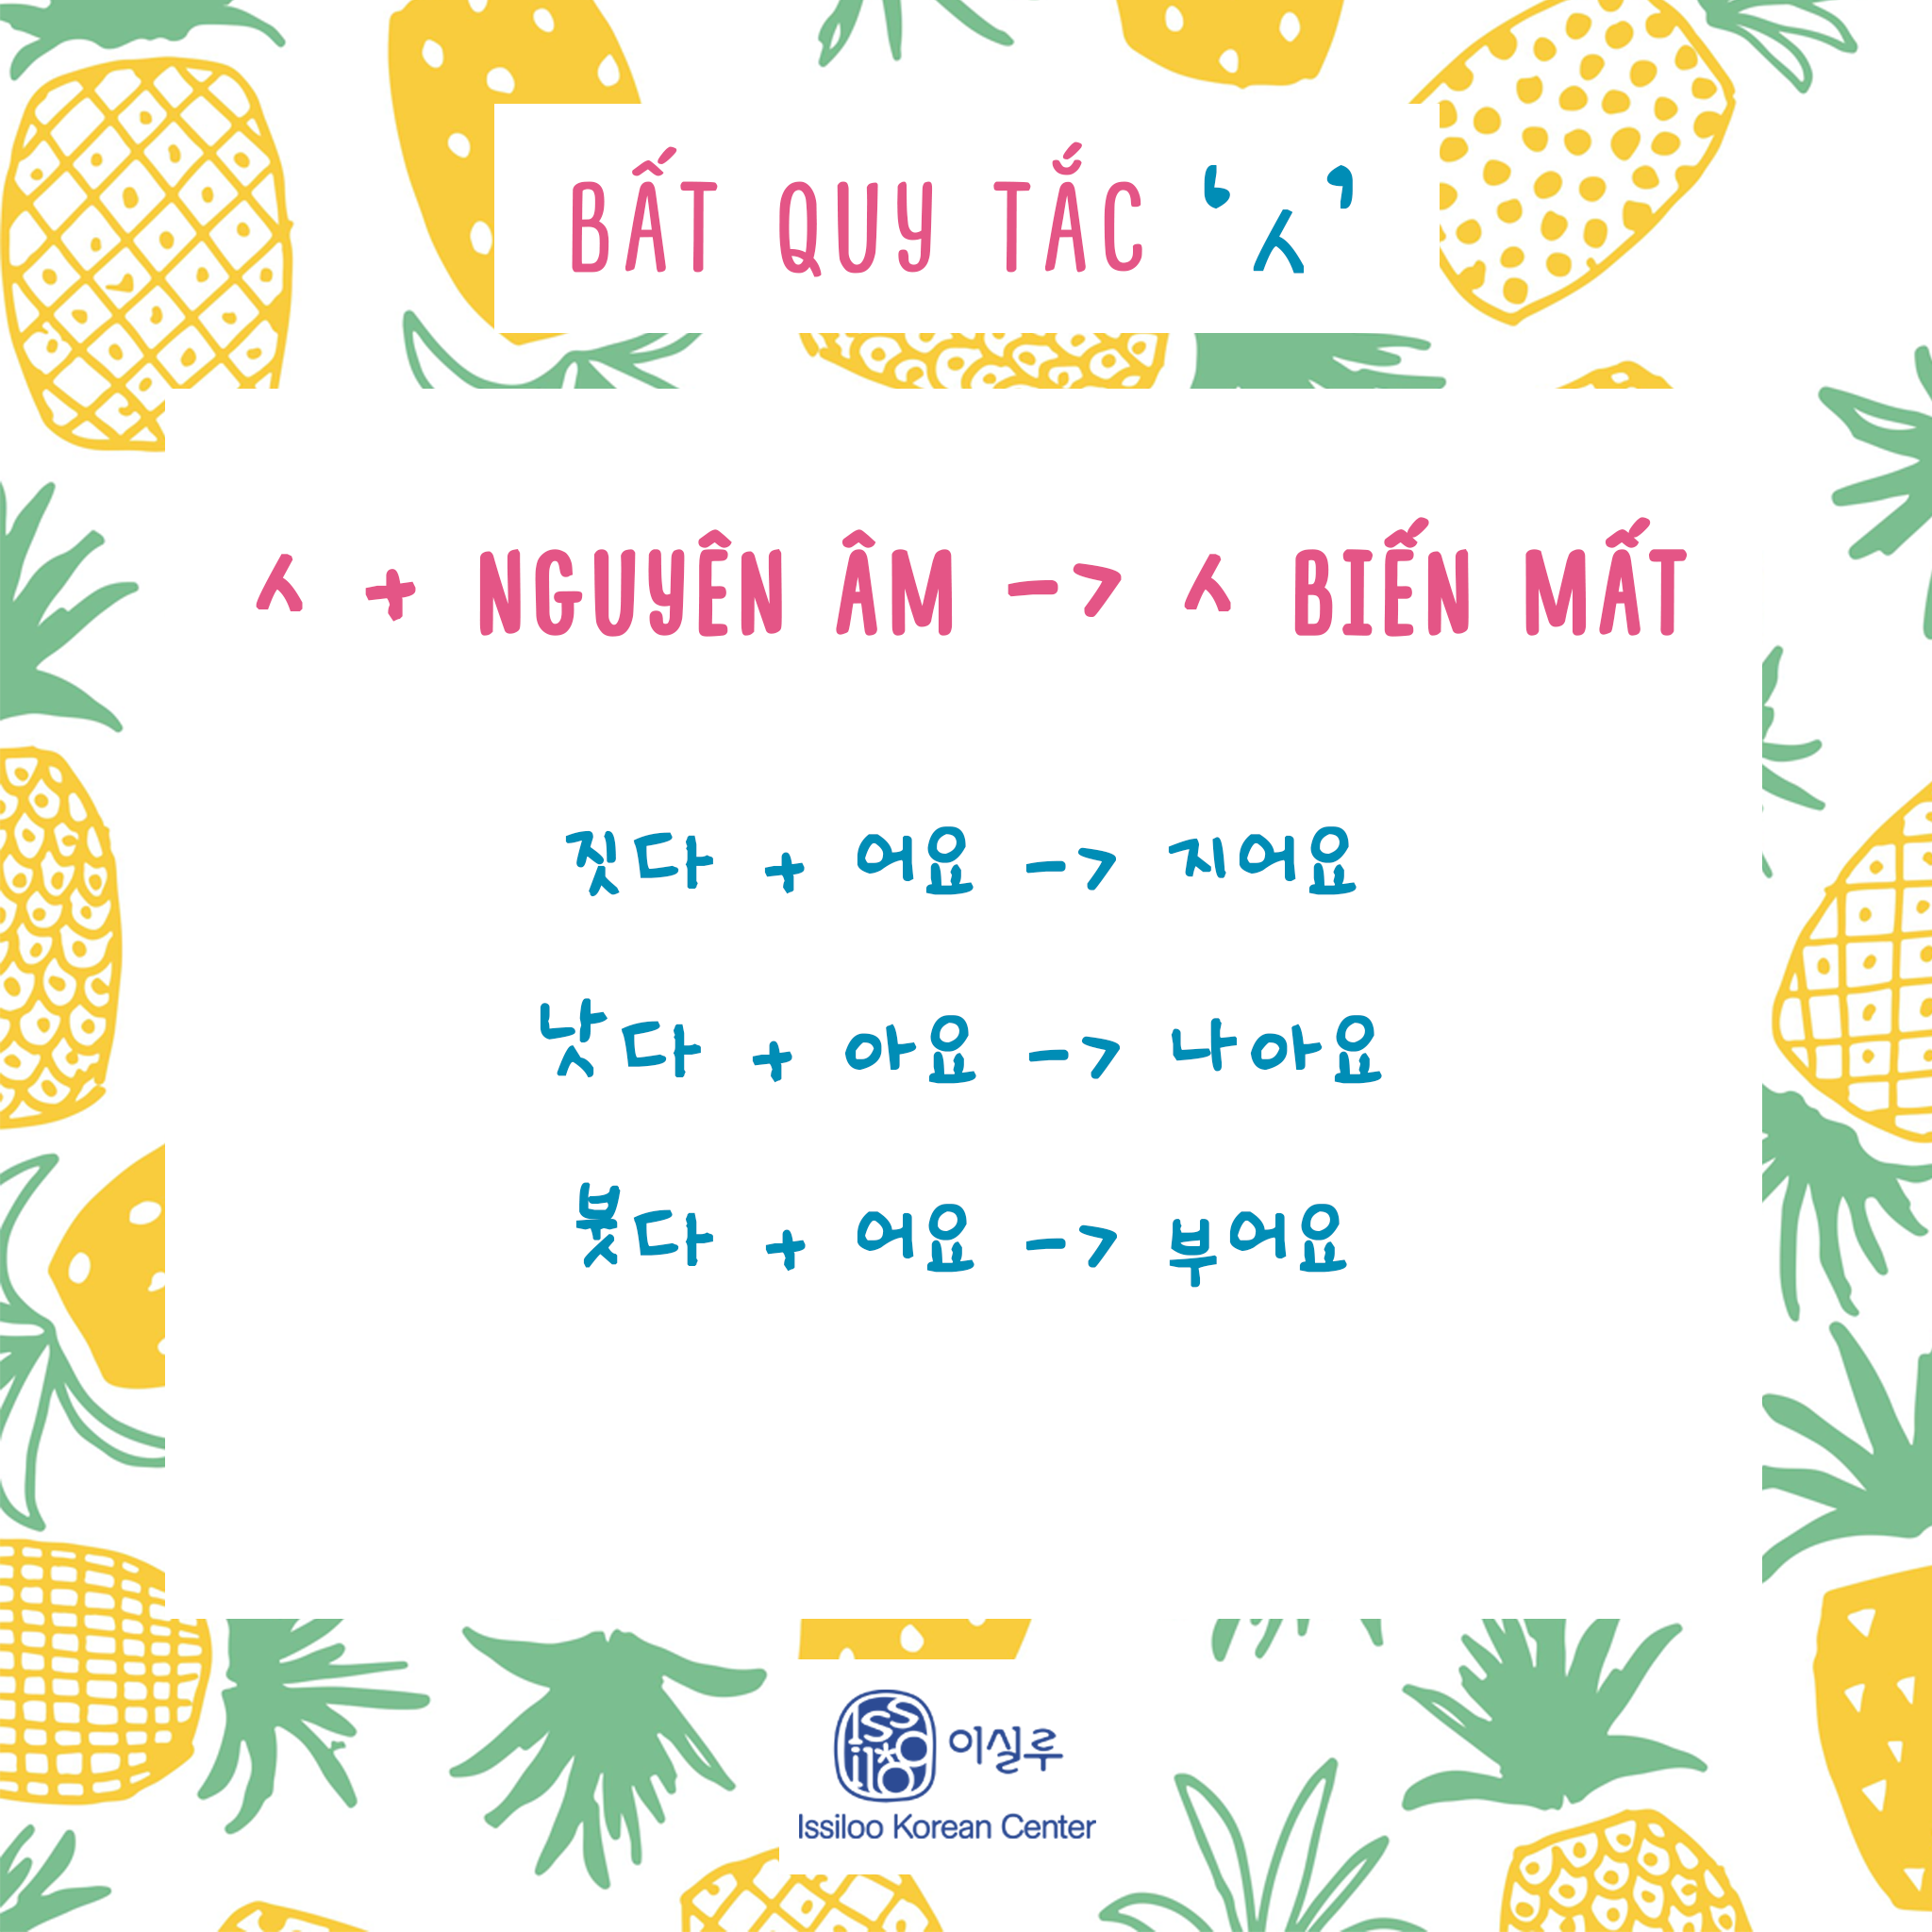 BẤT QUY TẮC ‘ㅅ’
ㅅ + NGUYÊN ÂM -> ㅅ BIẾN MẤT
짓다 + 어요 -> 지어요
낫다 + 아요 -> 나아요
붓다 + 어요 -> 부어요
issiloo 이실루
Issiloo Korean Center